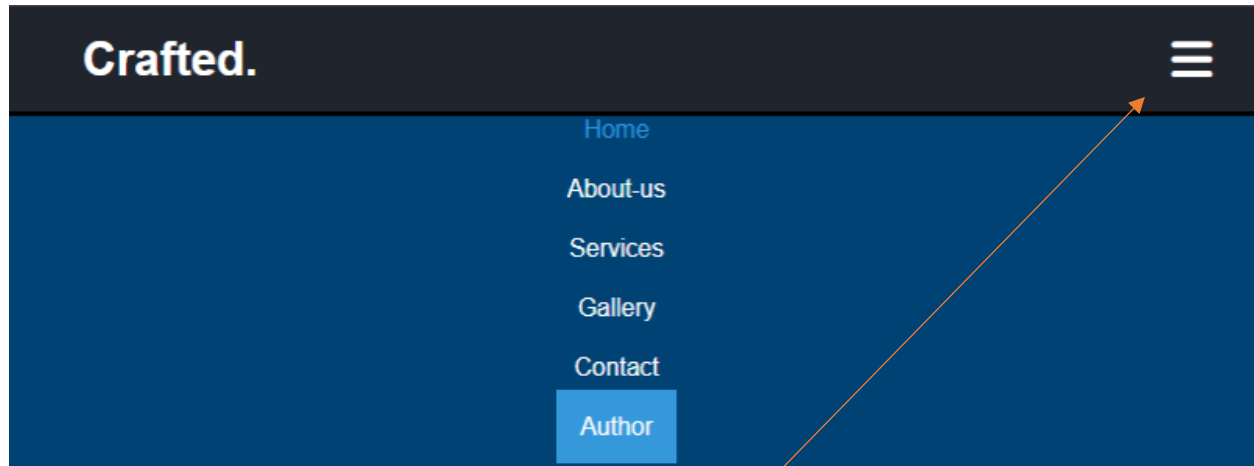 Crafted.
Home
About-us
Services
Gallery
Contact
Author